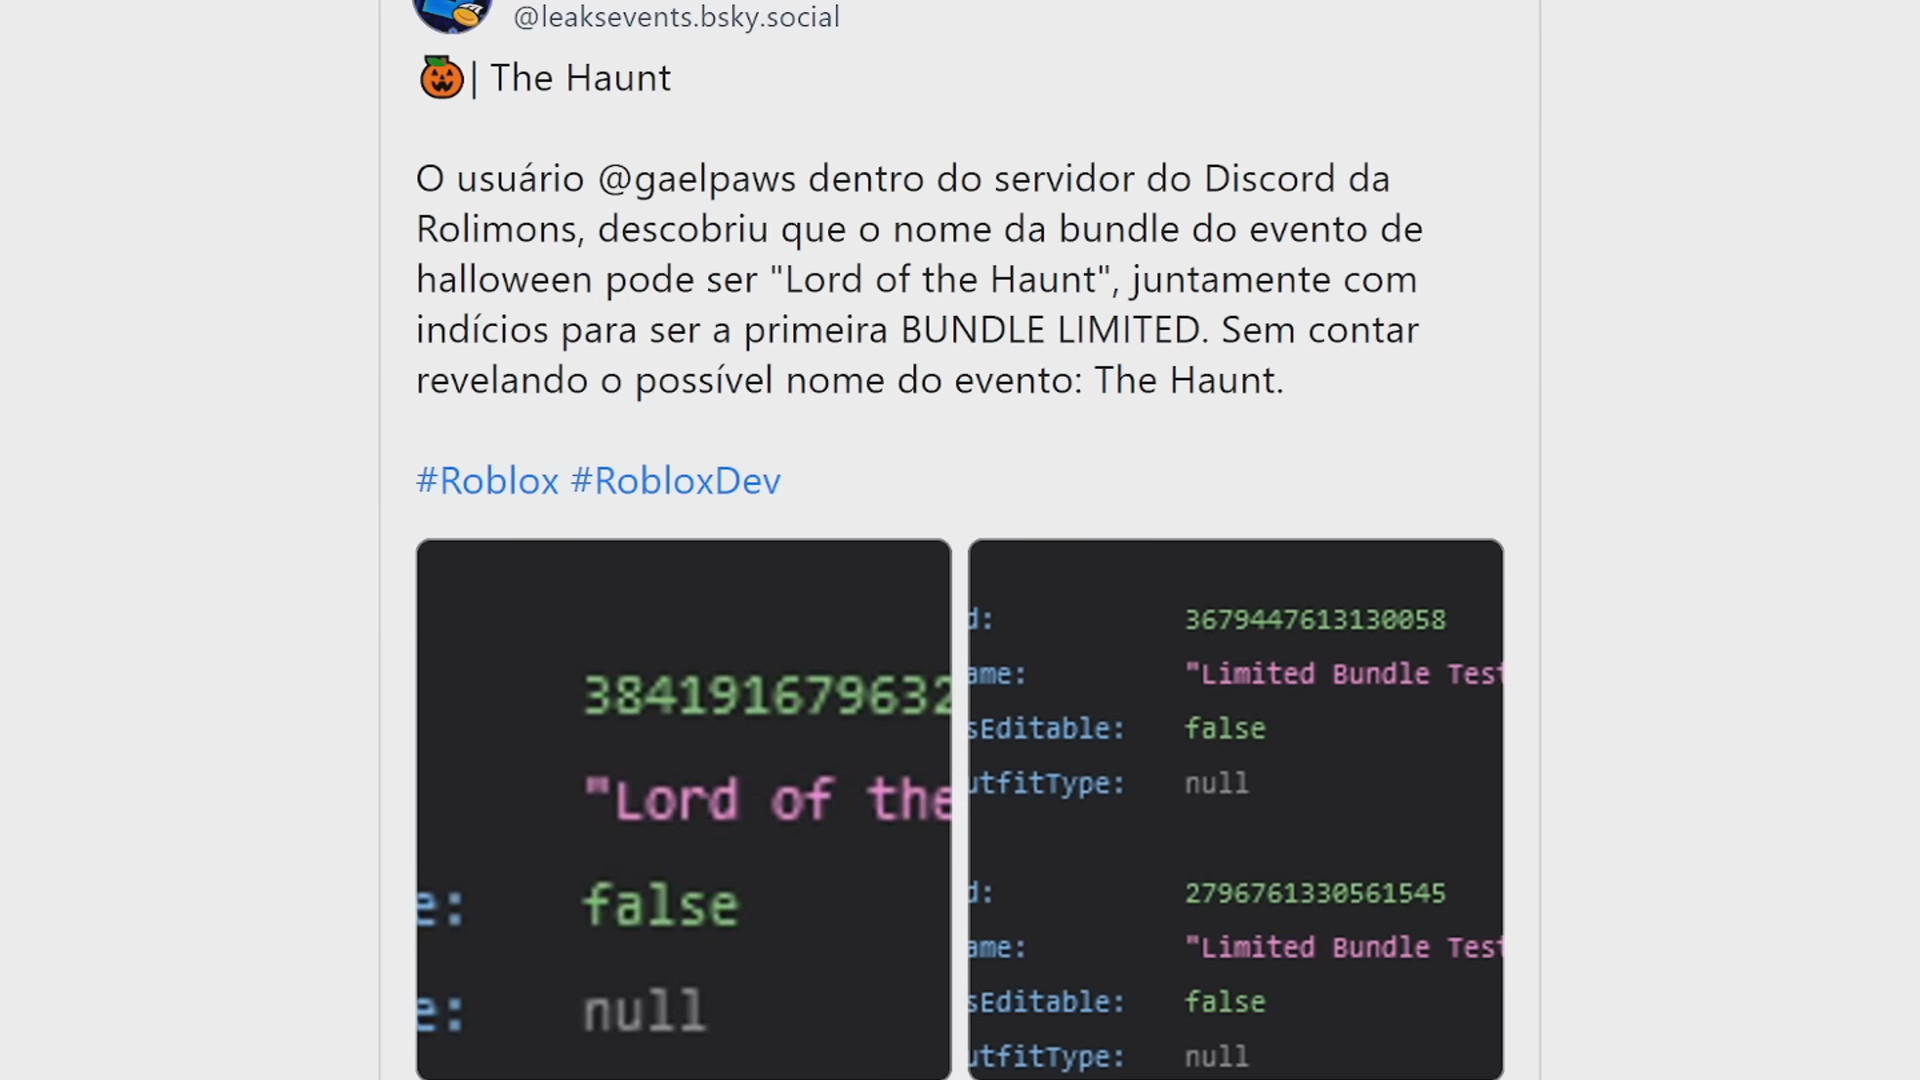 @leaksevents.bsky.social
🎃| The Haunt
O usuário @gaelpaws dentro do servidor do Discord da
Rolimons, descobriu que o nome da bundle do evento de
halloween pode ser "Lord of the Haunt", juntamente com
indícios para ser a primeira BUNDLE LIMITED. Sem contar
revelando o possível nome do evento: The Haunt.
#Roblox #RobloxDev
384191679632
"Lord of the
e: false
e: null
d: 3679447613130058
ame: "Limited Bundle Test
sEditable: false
utfitType: null
d: 2796761330561545
ame: "Limited Bundle Test
sEditable: false
utfitType: null